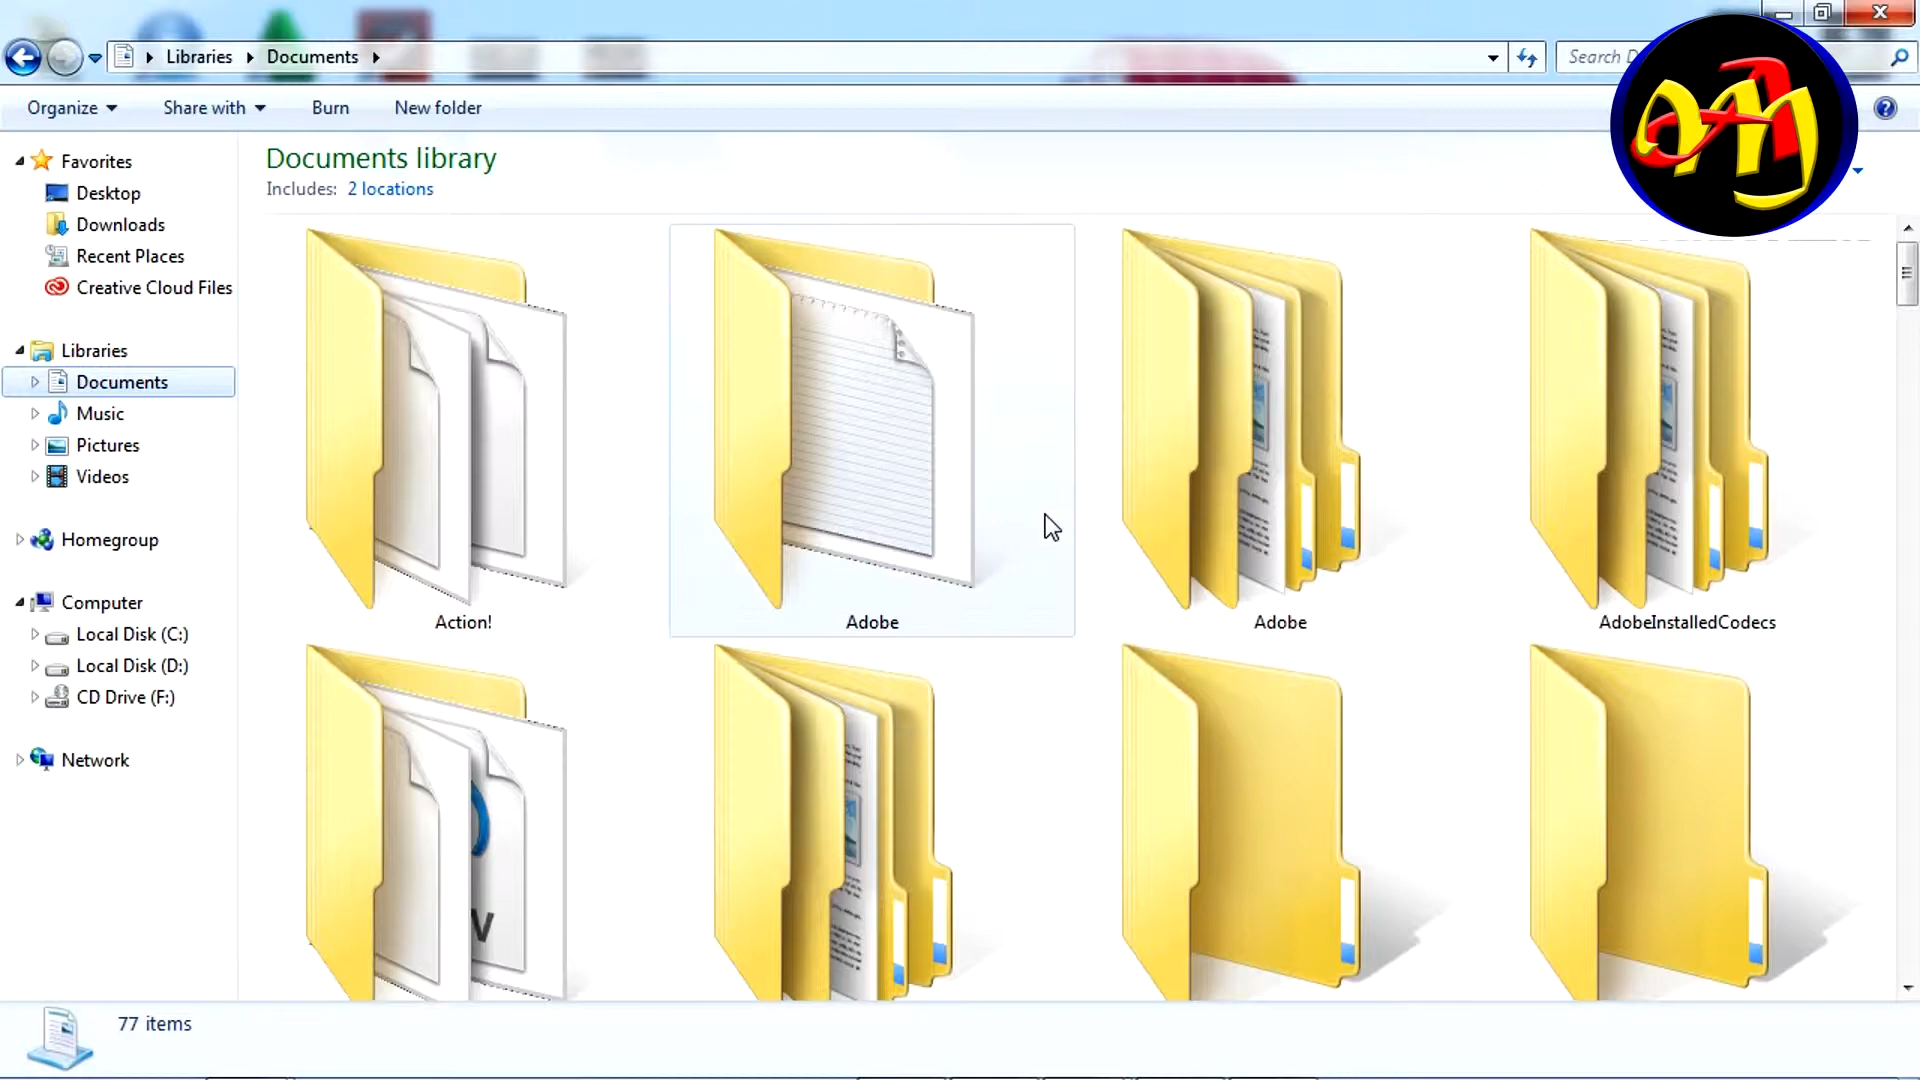 Libraries Documents
Search D
Organize Share with Burn New folder
Documents library
Includes: 2 locations
Favorites
Desktop
Downloads
Recent Places
Creative Cloud Files
Libraries
Documents
Music
Pictures
Videos
Homegroup
Computer
Local Disk (C:)
Local Disk (D:)
CD Drive (F:)
Network
Action!
Adobe
Adobe
AdobeInstalledCodecs
77 items